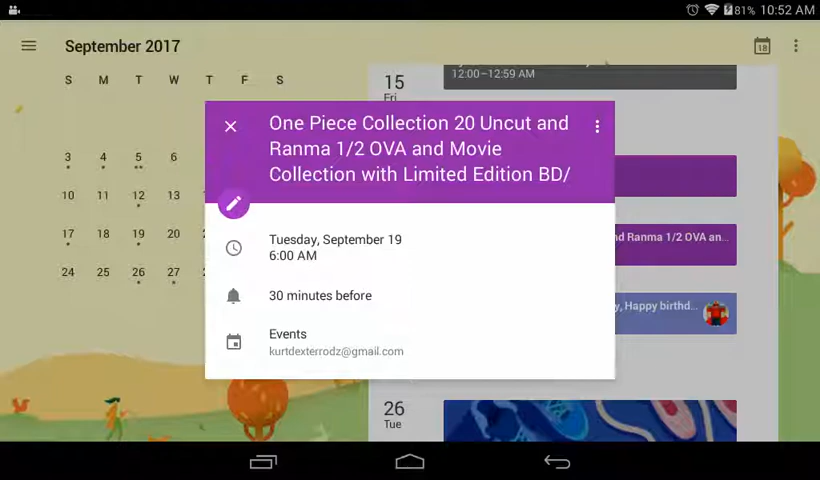 81% 10:52 AM
September 2017
18
S M T W T F S
3 4 5 6
10 11 12 13
17 18 19 20
24 25 26 27
15
Fri
12:00–12:59 AM
One Piece Collection 20 Uncut and
Ranma 1/2 OVA and Movie
Collection with Limited Edition BD/
Tuesday, September 19
6:00 AM
30 minutes before
Events
kurtdexterrodz@gmail.com
nd Ranma 1/2 OVA an...
y, Happy birthd...
26
Tue